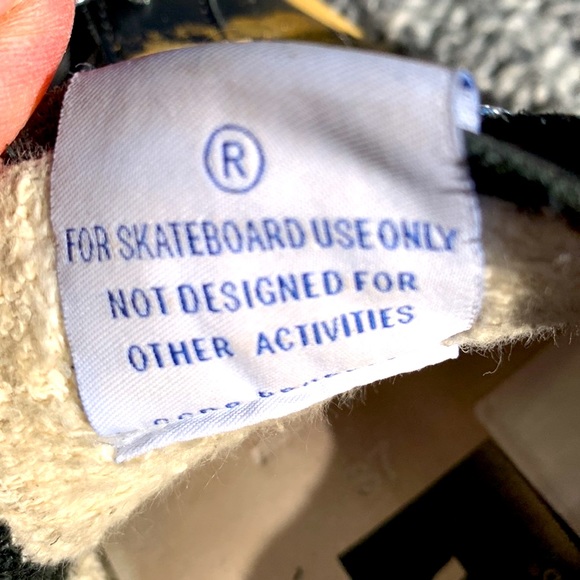 ®
FOR SKATEBOARD USE ONLY
NOT DESIGNED FOR
OTHER ACTIVITIES